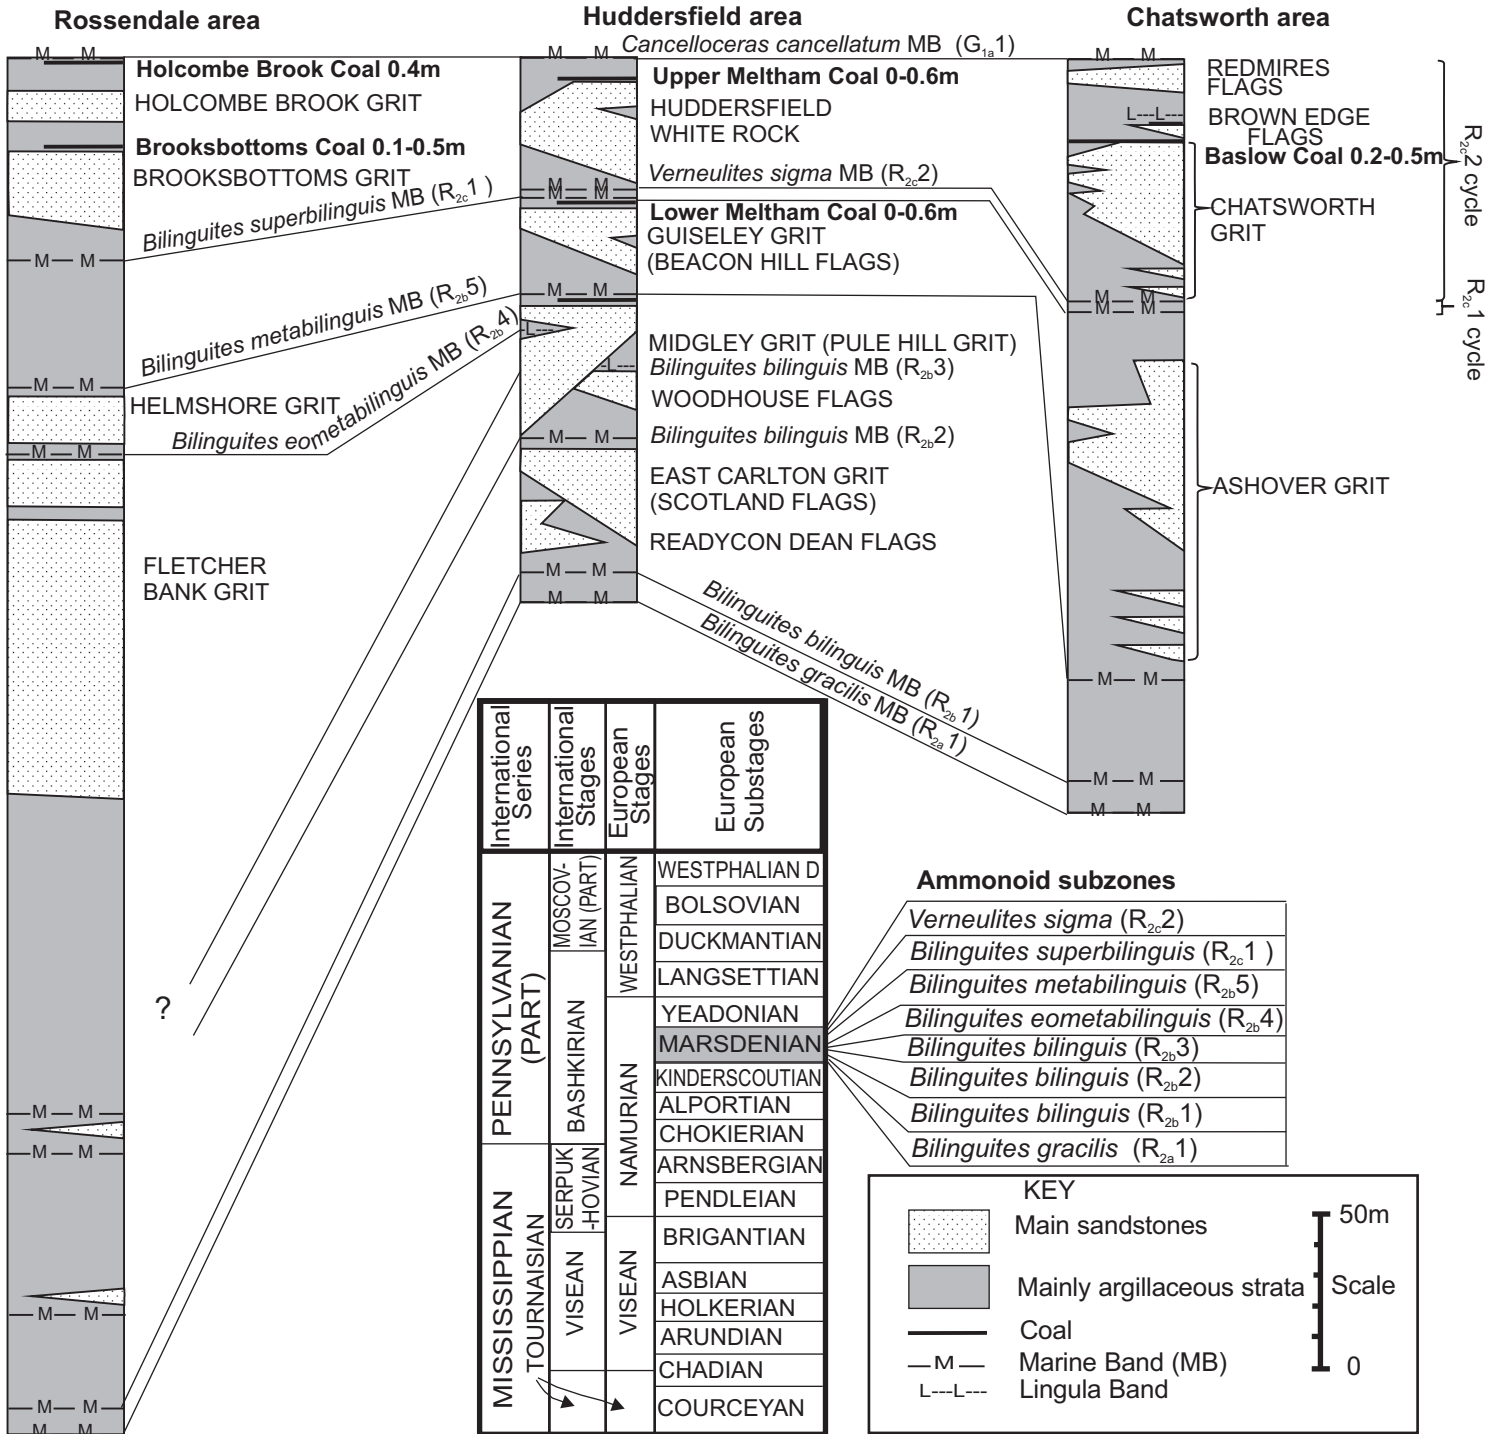 Rossendale area
Huddersfield area
Chatsworth area
M M
Holcombe Brook Coal 0.4m
HOLCOMBE BROOK GRIT
Brooksbottoms Coal 0.1-0.5m
BROOKSBOTTOMS GRIT
Bilinguites superbilinguis MB (R2c1 )
M M
Bilinguites metabilinguis MB (R2b5)
M M
HELMSHORE GRIT
Bilinguites eometabilinguis MB (R2b4)
M M
FLETCHER
BANK GRIT
?
M M
M M
M M
M M
M M
Cancelloceras cancellatum MB (G1a1)
M M
Upper Meltham Coal 0-0.6m
HUDDERSFIELD
WHITE ROCK
Verneulites sigma MB (R2c2)
M M
M M
Lower Meltham Coal 0-0.6m
GUISELEY GRIT
(BEACON HILL FLAGS)
M M
L
MIDGLEY GRIT (PULE HILL GRIT)
Bilinguites bilinguis MB (R2b3)
L
WOODHOUSE FLAGS
Bilinguites bilinguis MB (R2b2)
M M
EAST CARLTON GRIT
(SCOTLAND FLAGS)
READYCON DEAN FLAGS
M M
M M
Bilinguites bilinguis MB (R2b1)
Bilinguites gracilis MB (R2a1)
M M
REDMIRES
FLAGS
L---L---
BROWN EDGE
FLAGS
Baslow Coal 0.2-0.5m
CHATSWORTH
GRIT
M M
M M
R2c2 cycle
R2c1 cycle
ASHOVER GRIT
M M
M M
M M
International
Series
International
Stages
European
Stages
European
Substages
PENNSYLVANIAN
(PART)
MISSISSIPPIAN
TOURNAISIAN
MOSCOV-
IAN (PART)
BASHKIRIAN
SERPUK
-HOVIAN
VISEAN
WESTPHALIAN
NAMURIAN
VISEAN
WESTPHALIAN D
BOLSOVIAN
DUCKMANTIAN
LANGSETTIAN
YEADONIAN
MARSDENIAN
KINDERSCOUTIAN
ALPORTIAN
CHOKIERIAN
ARNSBERGIAN
PENDLEIAN
BRIGANTIAN
ASBIAN
HOLKERIAN
ARUNDIAN
CHADIAN
COURCEYAN
Ammonoid subzones
Verneulites sigma (R2c2)
Bilinguites superbilinguis (R2c1 )
Bilinguites metabilinguis (R2b5)
Bilinguites eometabilinguis (R2b4)
Bilinguites bilinguis (R2b3)
Bilinguites bilinguis (R2b2)
Bilinguites bilinguis (R2b1)
Bilinguites gracilis (R2a1)
KEY
Main sandstones
Mainly argillaceous strata
Coal
M Marine Band (MB)
L---L--- Lingula Band
50m
Scale
0